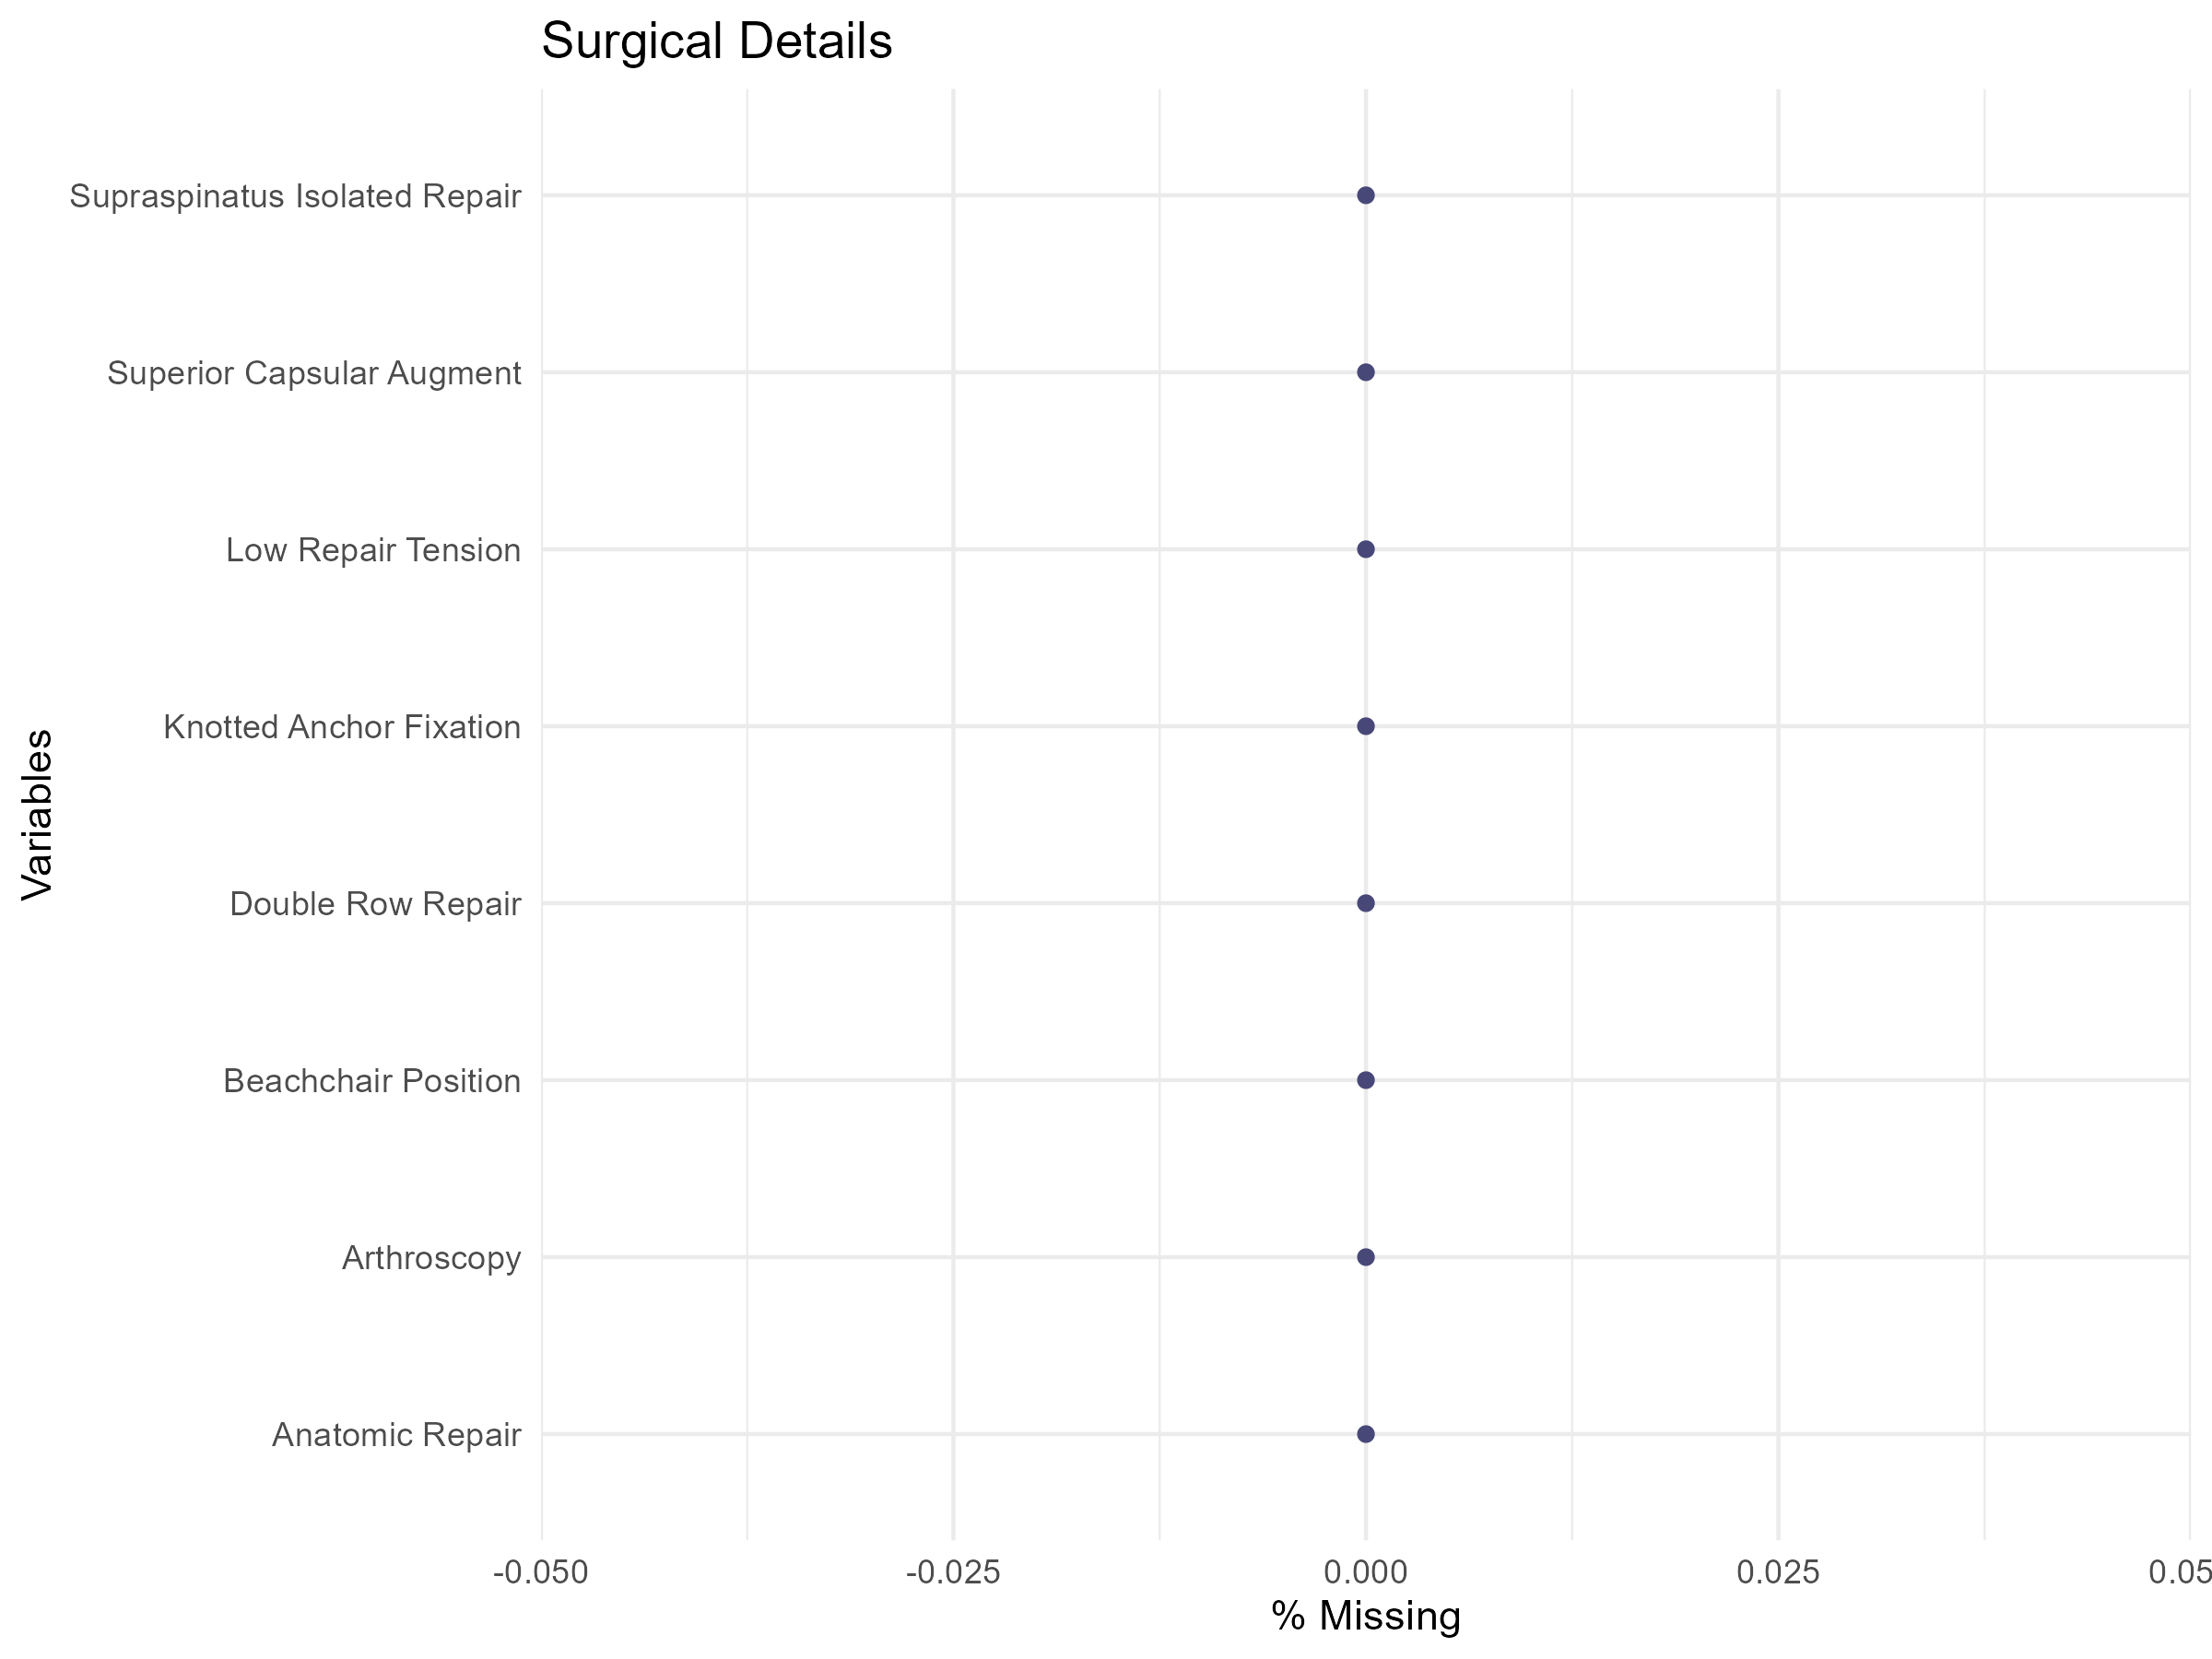 Surgical Details
Supraspinatus Isolated Repair
Superior Capsular Augment
Low Repair Tension
Knotted Anchor Fixation
Double Row Repair
Beachchair Position
Arthroscopy
Anatomic Repair
Variables
-0.050
-0.025
0.000
0.025
0.05
% Missing